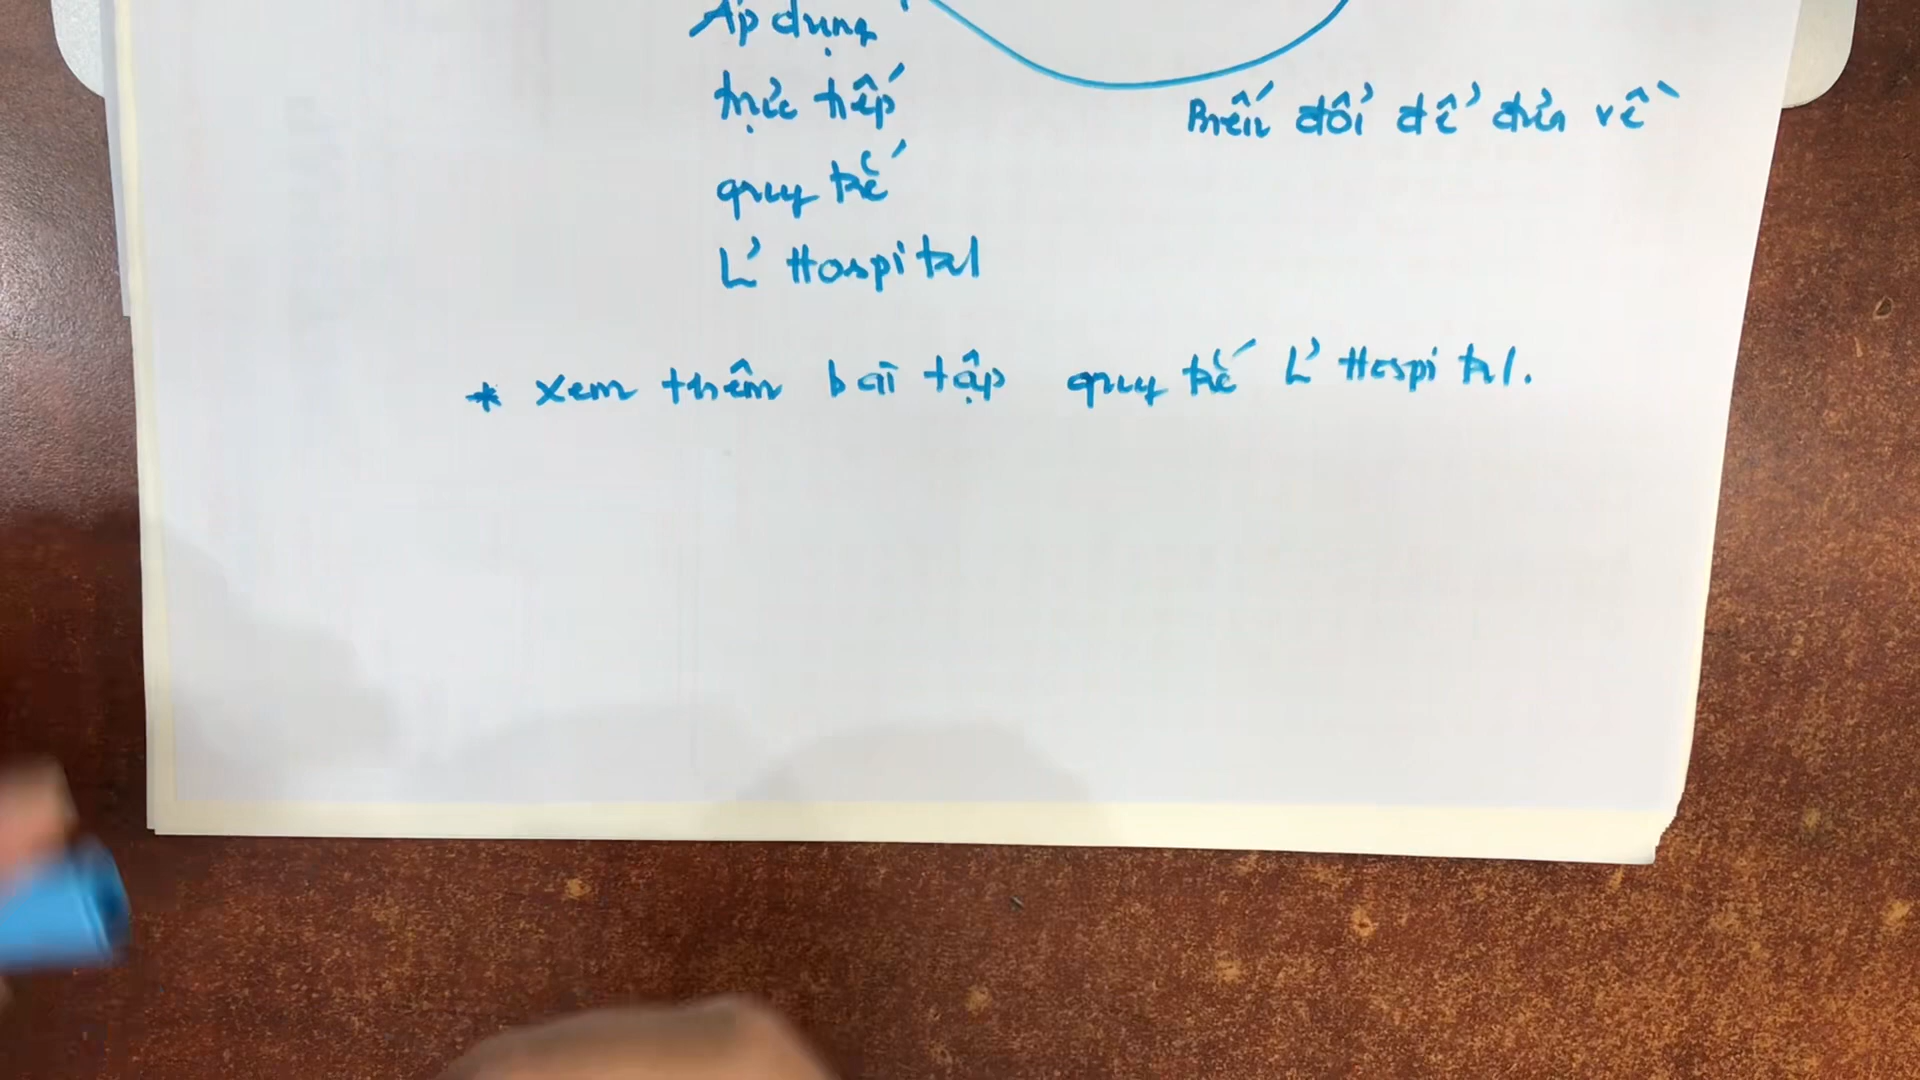 Áp dụng
trực tiếp
quy tắc
L' Hospital
Biến đổi để đưa về
* Xem thêm bài tập quy tắc L' Hospital.